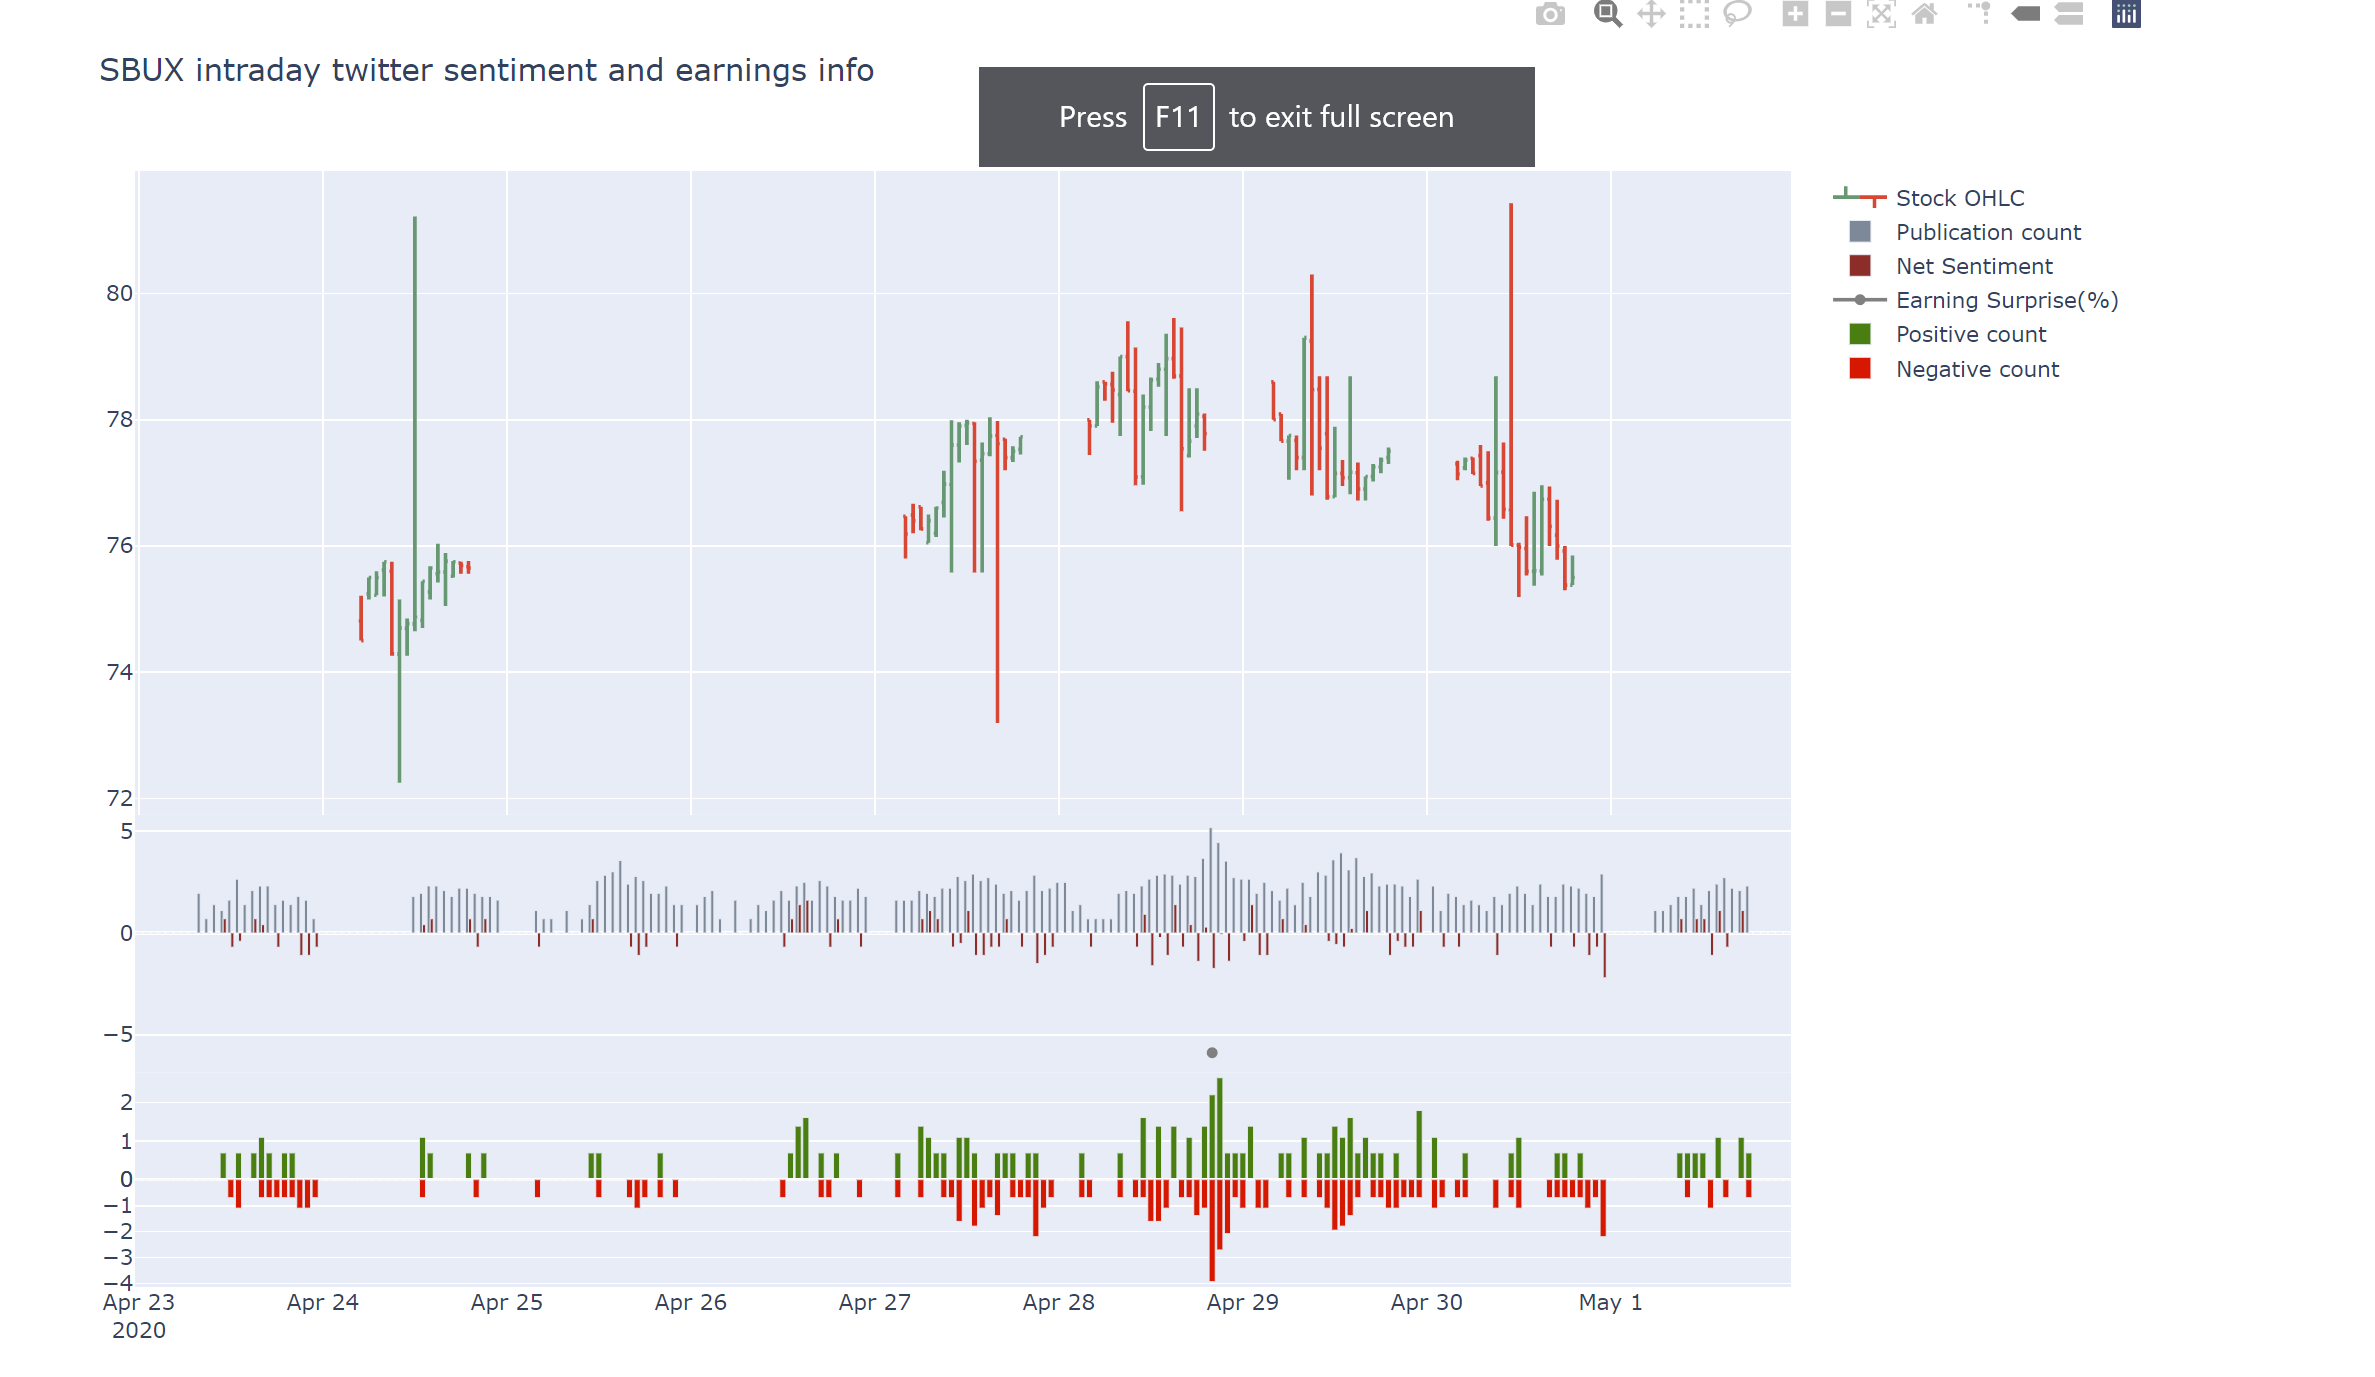 SBUX intraday twitter sentiment and earnings info
Press F11 to exit full screen
Stock OHLC
Publication count
Net Sentiment
Earning Surprise(%)
Positive count
Negative count
80
78
76
74
72
5
0
−5
2
1
0
−1
−2
−3
−4
Apr 23 Apr 24 Apr 25 Apr 26 Apr 27 Apr 28 Apr 29 Apr 30 May 1
2020